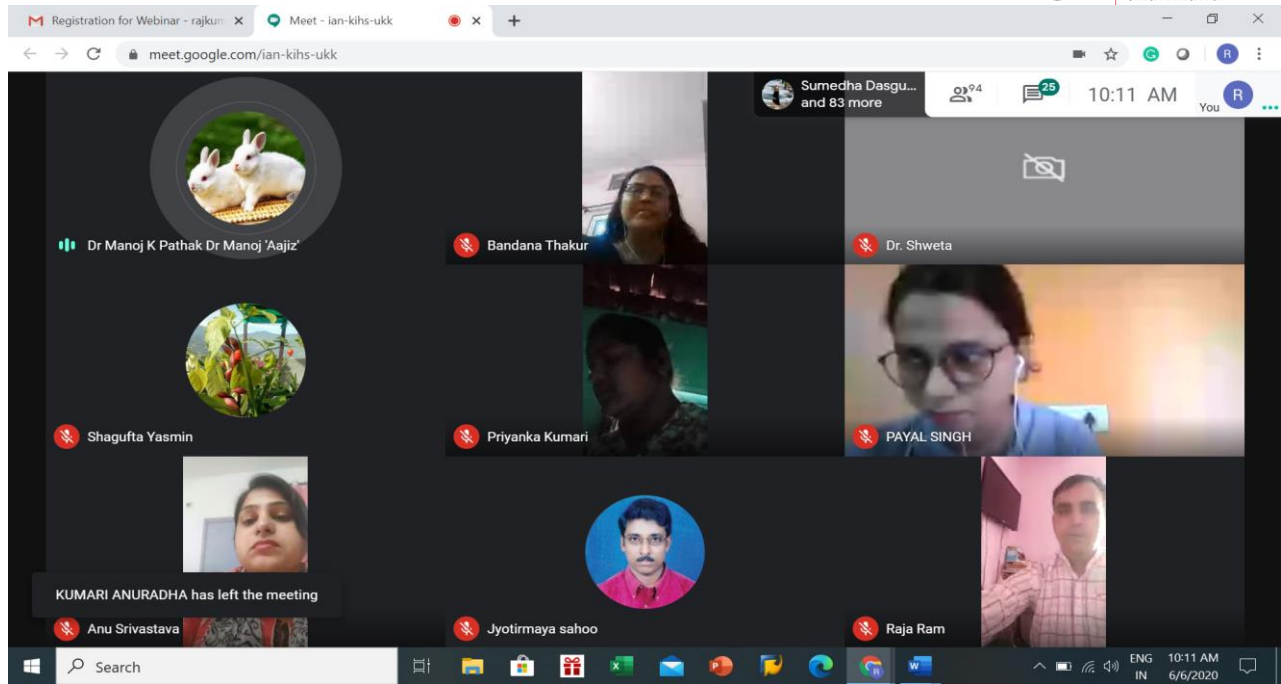 Registration for Webinar - rajkum
Meet - ian-kihs-ukk
meet.google.com/ian-kihs-ukk
R
Sumedha Dasgu...
and 83 more
94
25
10:11 AM
You
R
Dr Manoj K Pathak Dr Manoj 'Aajiz'
Bandana Thakur
Dr. Shweta
Shagufta Yasmin
Priyanka Kumari
PAYAL SINGH
KUMARI ANURADHA has left the meeting
Anu Srivastava
Jyotirmaya sahoo
Raja Ram
Search
ENG
IN
10:11 AM
6/6/2020